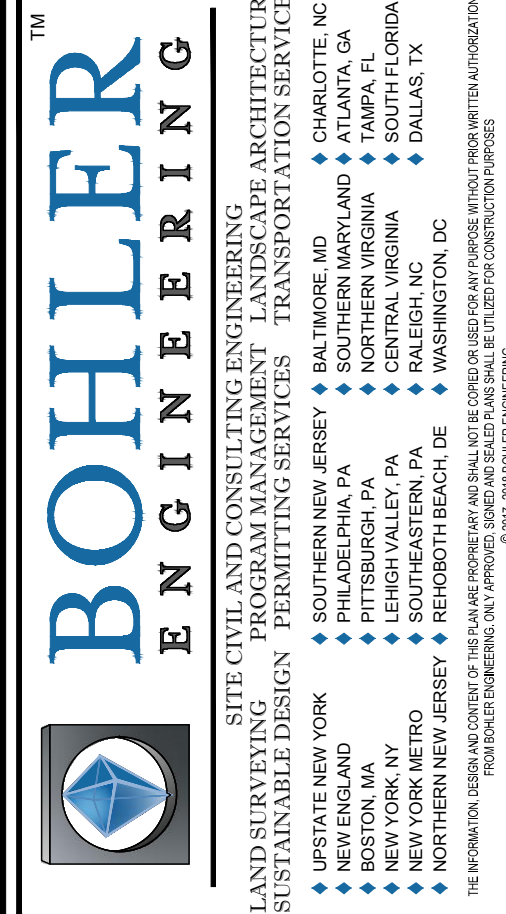 BOHLER™
ENGINEERING
SITE CIVIL AND CONSULTING ENGINEERING
LAND SURVEYING PROGRAM MANAGEMENT LANDSCAPE ARCHITECTUR
SUSTAINABLE DESIGN PERMITTING SERVICES TRANSPORTATION SERVICE
♦ UPSTATE NEW YORK ♦ SOUTHERN NEW JERSEY ♦ BALTIMORE, MD ♦ CHARLOTTE, NC
♦ NEW ENGLAND ♦ PHILADELPHIA, PA ♦ SOUTHERN MARYLAND ♦ ATLANTA, GA
♦ BOSTON, MA ♦ PITTSBURGH, PA ♦ NORTHERN VIRGINIA ♦ TAMPA, FL
♦ NEW YORK, NY ♦ LEHIGH VALLEY, PA ♦ CENTRAL VIRGINIA ♦ SOUTH FLORIDA
♦ NEW YORK METRO ♦ SOUTHEASTERN, PA ♦ RALEIGH, NC ♦ DALLAS, TX
♦ NORTHERN NEW JERSEY ♦ REHOBOTH BEACH, DE ♦ WASHINGTON, DC
THE INFORMATION, DESIGN AND CONTENT OF THIS PLAN ARE PROPRIETARY AND SHALL NOT BE COPIED OR USED FOR ANY PURPOSE WITHOUT PRIOR WRITTEN AUTHORIZATION
FROM BOHLER ENGINEERING. ONLY APPROVED, SIGNED AND SEALED PLANS SHALL BE UTILIZED FOR CONSTRUCTION PURPOSES